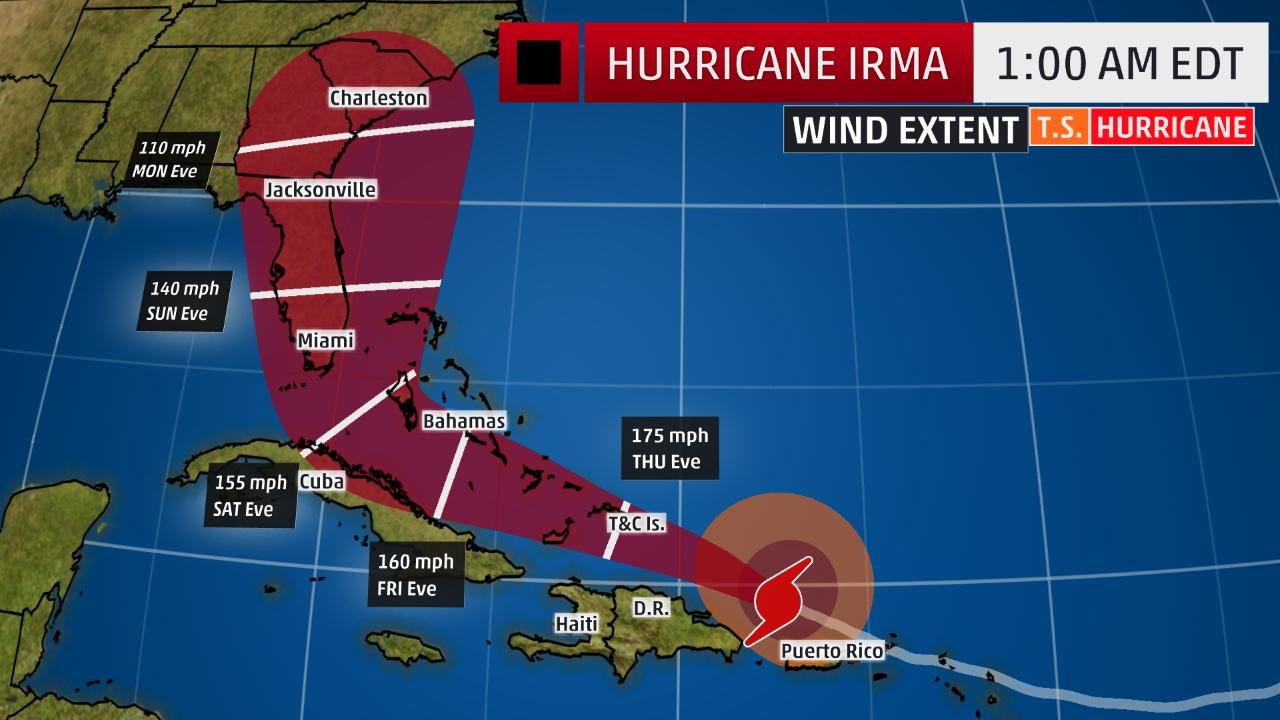 HURRICANE IRMA
1:00 AM EDT
WIND EXTENT T.S. HURRICANE
Charleston
110 mph
MON Eve
Jacksonville
140 mph
SUN Eve
Miami
Bahamas
175 mph
THU Eve
155 mph
SAT Eve
Cuba
T&C Is.
160 mph
FRI Eve
D.R.
Haiti
Puerto Rico